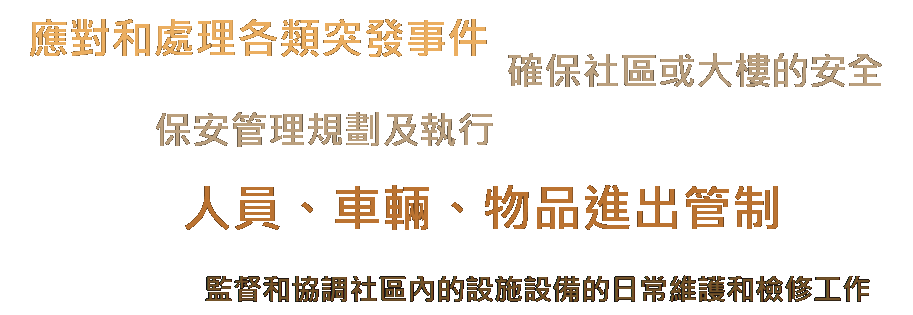 應對和處理各類突發事件
確保社區或大樓的安全
保安管理規劃及執行
人員、車輛、物品進出管制
監督和協調社區內的設施設備的日常維護和檢修工作